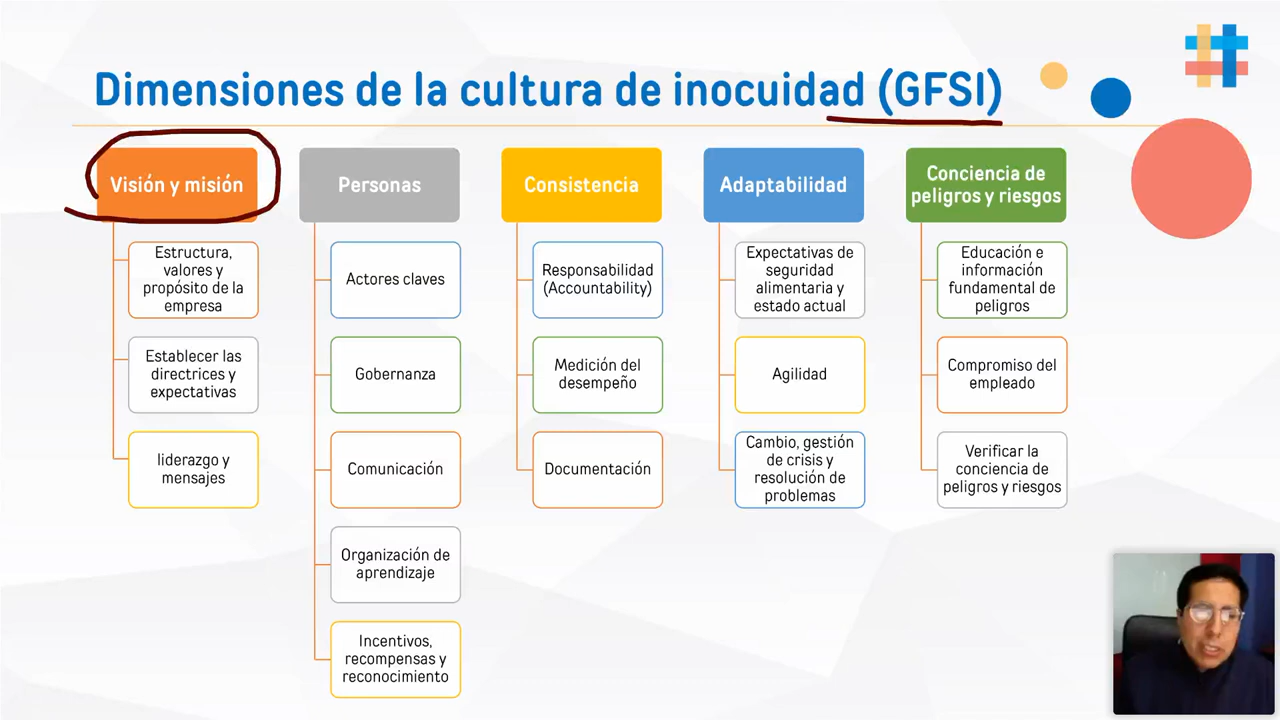 Dimensiones de la cultura de inocuidad (GFSI)
Visión y misión
Estructura,
valores y
propósito de la
empresa
Establecer las
directrices y
expectativas
liderazgo y
mensajes
Personas
Actores claves
Gobernanza
Comunicación
Organización de
aprendizaje
Incentivos,
recompensas y
reconocimiento
Consistencia
Responsabilidad
(Accountability)
Medición del
desempeño
Documentación
Adaptabilidad
Expectativas de
seguridad
alimentaria y
estado actual
Agilidad
Cambio, gestión
de crisis y
resolución de
problemas
Conciencia de
peligros y riesgos
Educación e
información
fundamental de
peligros
Compromiso del
empleado
Verificar la
conciencia de
peligros y riesgos